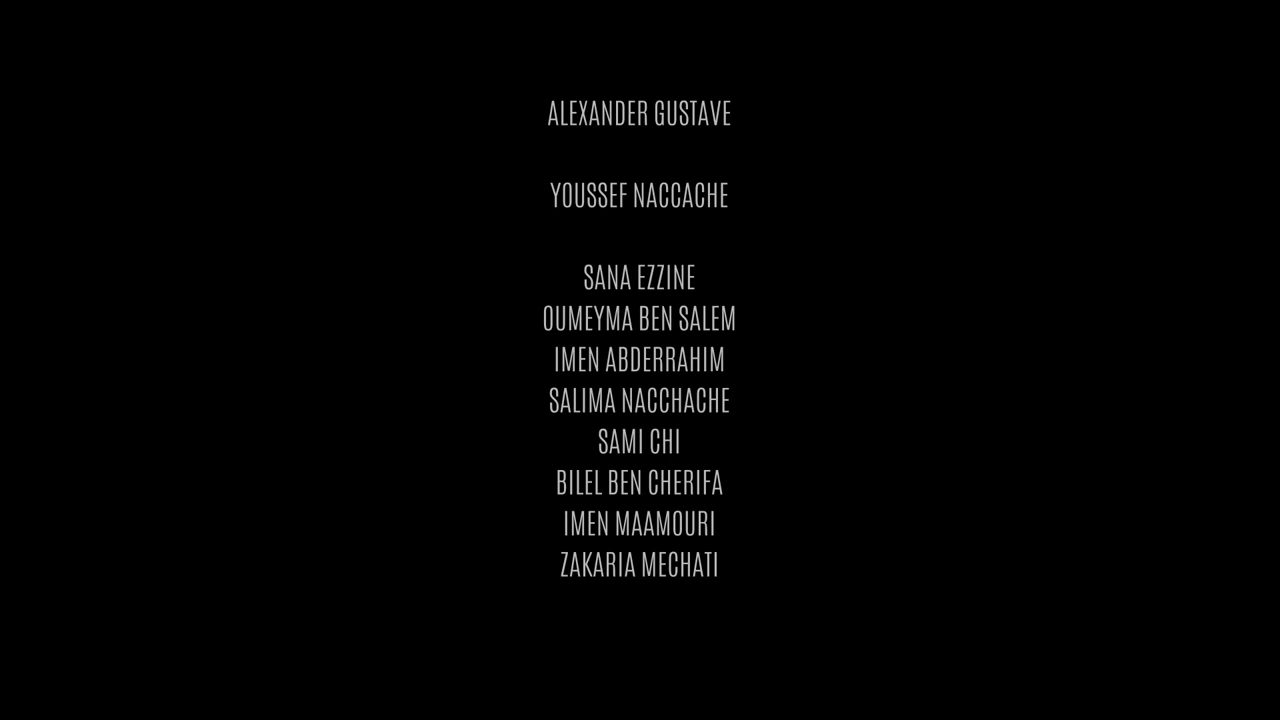 ALEXANDER GUSTAVE
YOUSSEF NACCACHE
SANA EZZINE
OUMEYMA BEN SALEM
IMEN ABDERRAHIM
SALIMA NACCHACHE
SAMI CHI
BILEL BEN CHERIFA
IMEN MAAMOURI
ZAKARIA MECHATI